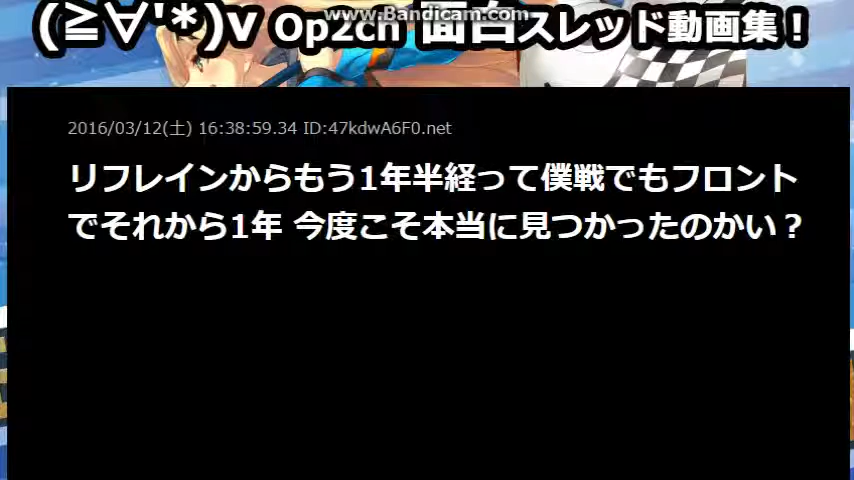 www.Bandicam.com
(≧∀'*)v Op2ch 面白スレッド動画集！
2016/03/12(土) 16:38:59.34 ID:47kdwA6F0.net
リフレインからもう1年半経って僕戦でもフロント
でそれから1年 今度こそ本当に見つかったのかい？